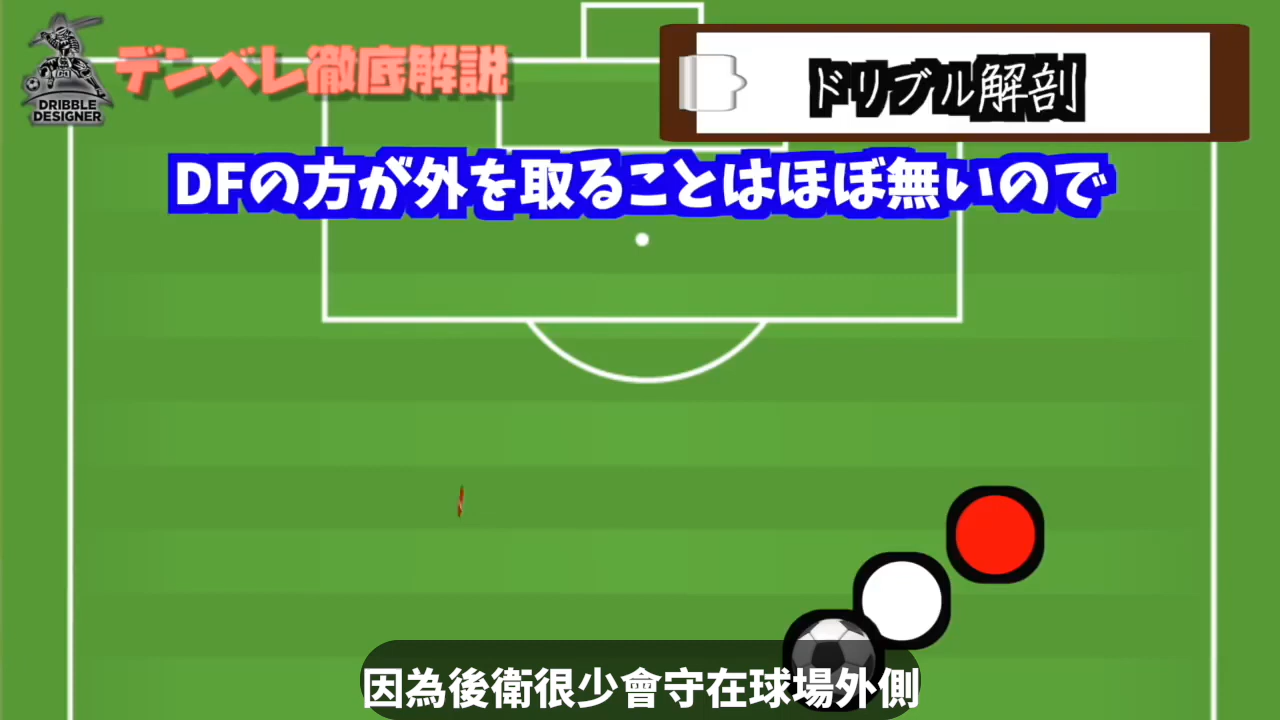 デンベレ徹底解説
ドリブル解剖
DRIBBLE
DESIGNER
DFの方が外を取ることはほぼ無いので
因為後衛很少會守在球場外側